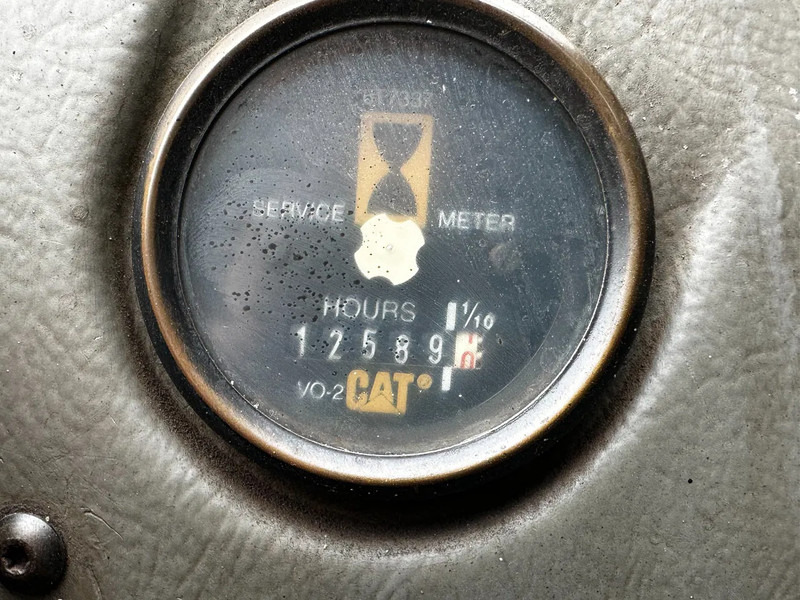 SERVICE METER
HOURS 1/10
12589
VO-2 CAT